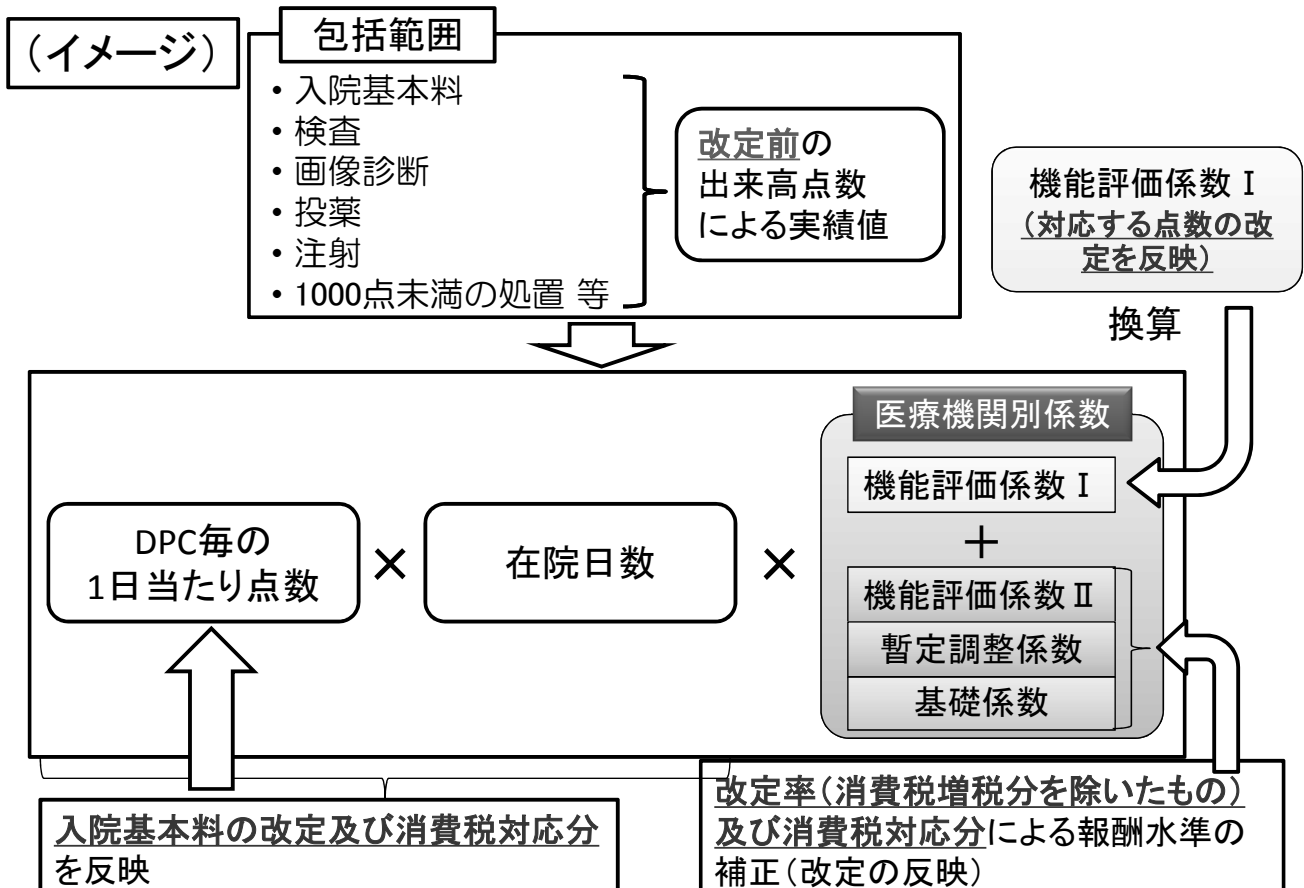 （イメージ）
包括範囲
• 入院基本料
• 検査
• 画像診断
• 投薬
• 注射
• 1000点未満の処置 等
改定前の
出来高点数
による実績値
機能評価係数Ⅰ
（対応する点数の改
定を反映）
換算
医療機関別係数
機能評価係数Ⅰ
＋
機能評価係数Ⅱ
暫定調整係数
基礎係数
DPC毎の
1日当たり点数
×
在院日数
×
入院基本料の改定及び消費税対応分
を反映
改定率（消費税増税分を除いたもの）
及び消費税対応分による報酬水準の
補正（改定の反映）